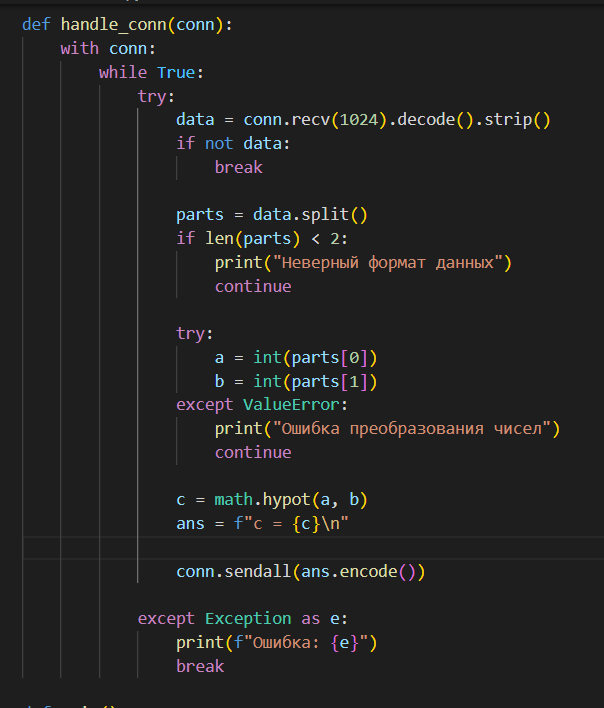 def handle_conn(conn):
    with conn:
        while True:
            try:
                data = conn.recv(1024).decode().strip()
                if not data:
                    break
                parts = data.split()
                if len(parts) < 2:
                    print("Неверный формат данных")
                    continue
                try:
                    a = int(parts[0])
                    b = int(parts[1])
                except ValueError:
                    print("Ошибка преобразования чисел")
                    continue
                c = math.hypot(a, b)
                ans = f"c = {c}\n"
                conn.sendall(ans.encode())
            except Exception as e:
                print(f"Ошибка: {e}")
                break